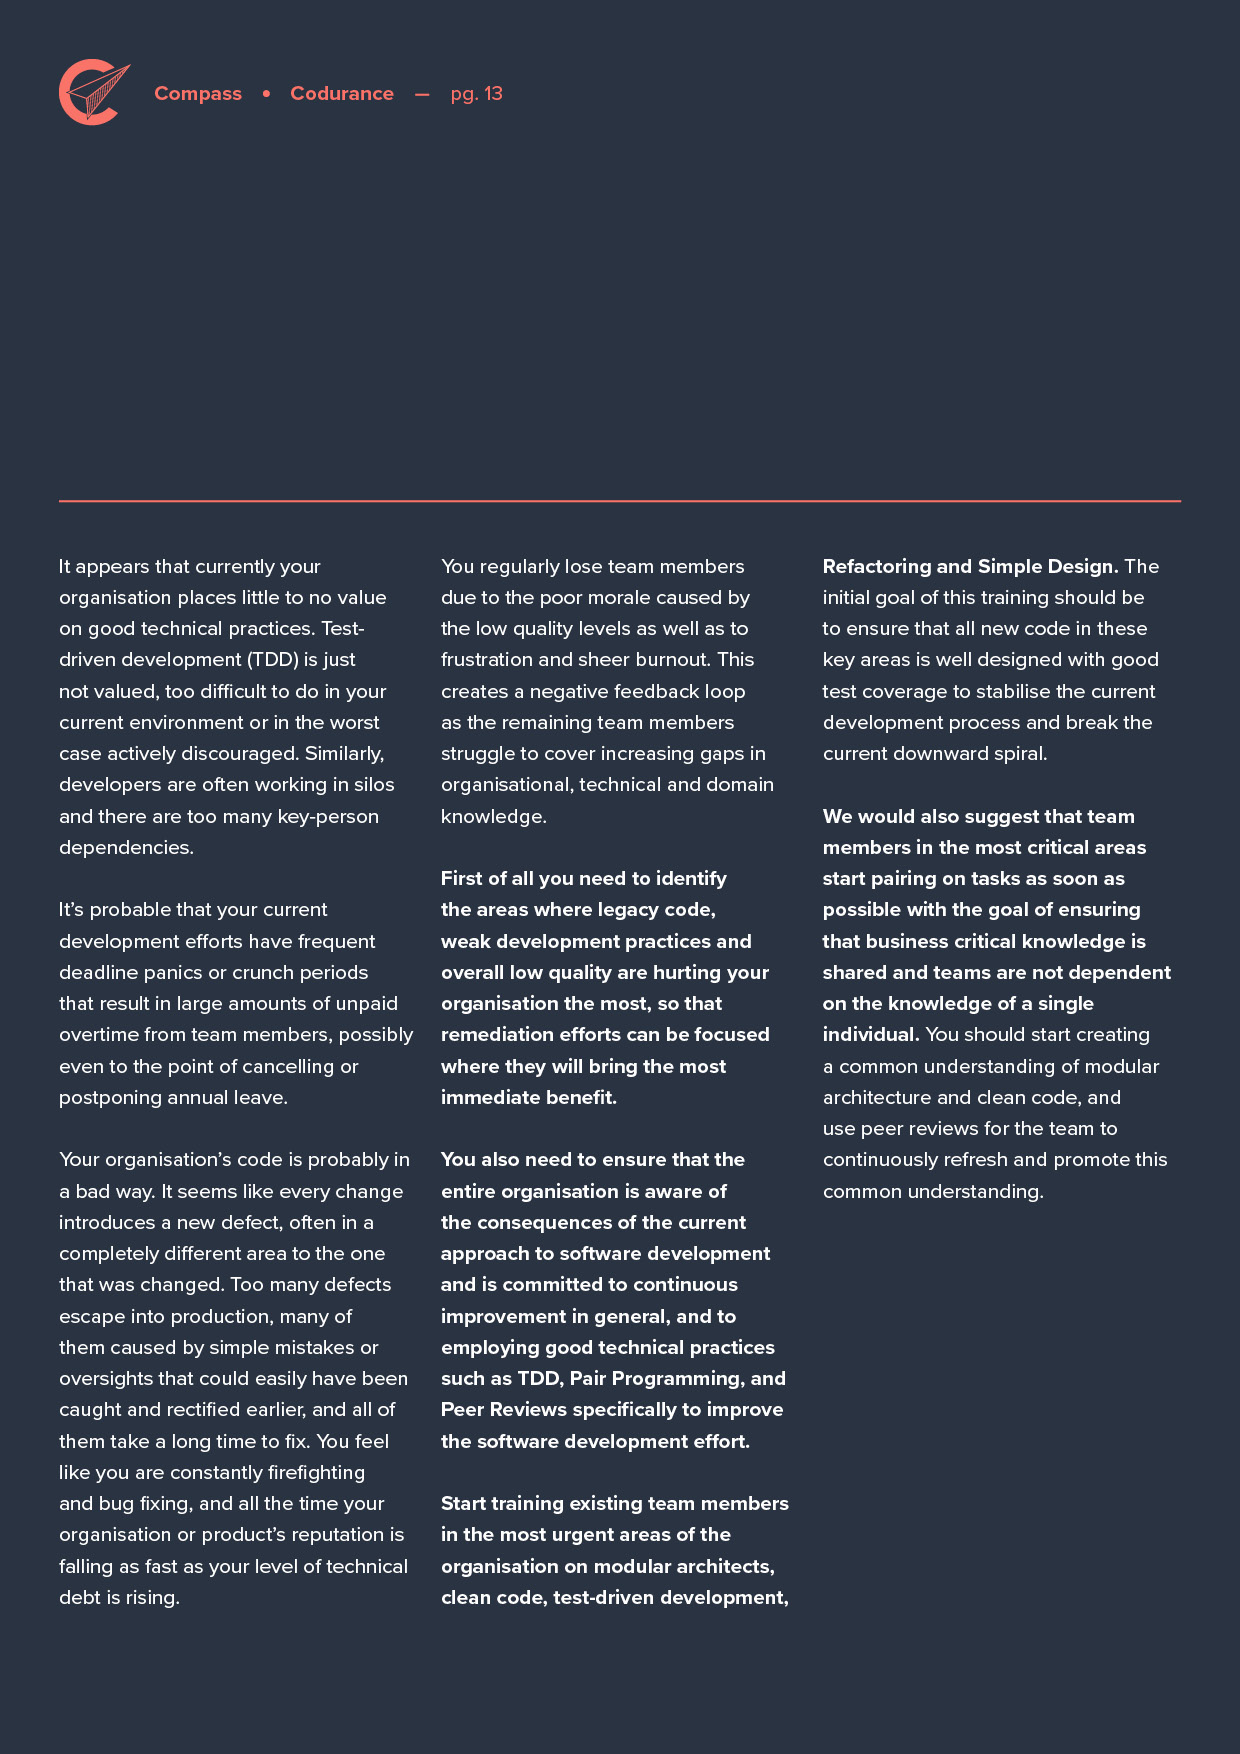 Compass • Codurance — pg. 13
It appears that currently your
organisation places little to no value
on good technical practices. Test-
driven development (TDD) is just
not valued, too difficult to do in your
current environment or in the worst
case actively discouraged. Similarly,
developers are often working in silos
and there are too many key-person
dependencies.
It’s probable that your current
development efforts have frequent
deadline panics or crunch periods
that result in large amounts of unpaid
overtime from team members, possibly
even to the point of cancelling or
postponing annual leave.
Your organisation’s code is probably in
a bad way. It seems like every change
introduces a new defect, often in a
completely different area to the one
that was changed. Too many defects
escape into production, many of
them caused by simple mistakes or
oversights that could easily have been
caught and rectified earlier, and all of
them take a long time to fix. You feel
like you are constantly firefighting
and bug fixing, and all the time your
organisation or product’s reputation is
falling as fast as your level of technical
debt is rising.
You regularly lose team members
due to the poor morale caused by
the low quality levels as well as to
frustration and sheer burnout. This
creates a negative feedback loop
as the remaining team members
struggle to cover increasing gaps in
organisational, technical and domain
knowledge.
First of all you need to identify
the areas where legacy code,
weak development practices and
overall low quality are hurting your
organisation the most, so that
remediation efforts can be focused
where they will bring the most
immediate benefit.
You also need to ensure that the
entire organisation is aware of
the consequences of the current
approach to software development
and is committed to continuous
improvement in general, and to
employing good technical practices
such as TDD, Pair Programming, and
Peer Reviews specifically to improve
the software development effort.
Start training existing team members
in the most urgent areas of the
organisation on modular architects,
clean code, test-driven development,
Refactoring and Simple Design. The
initial goal of this training should be
to ensure that all new code in these
key areas is well designed with good
test coverage to stabilise the current
development process and break the
current downward spiral.
We would also suggest that team
members in the most critical areas
start pairing on tasks as soon as
possible with the goal of ensuring
that business critical knowledge is
shared and teams are not dependent
on the knowledge of a single
individual. You should start creating
a common understanding of modular
architecture and clean code, and
use peer reviews for the team to
continuously refresh and promote this
common understanding.